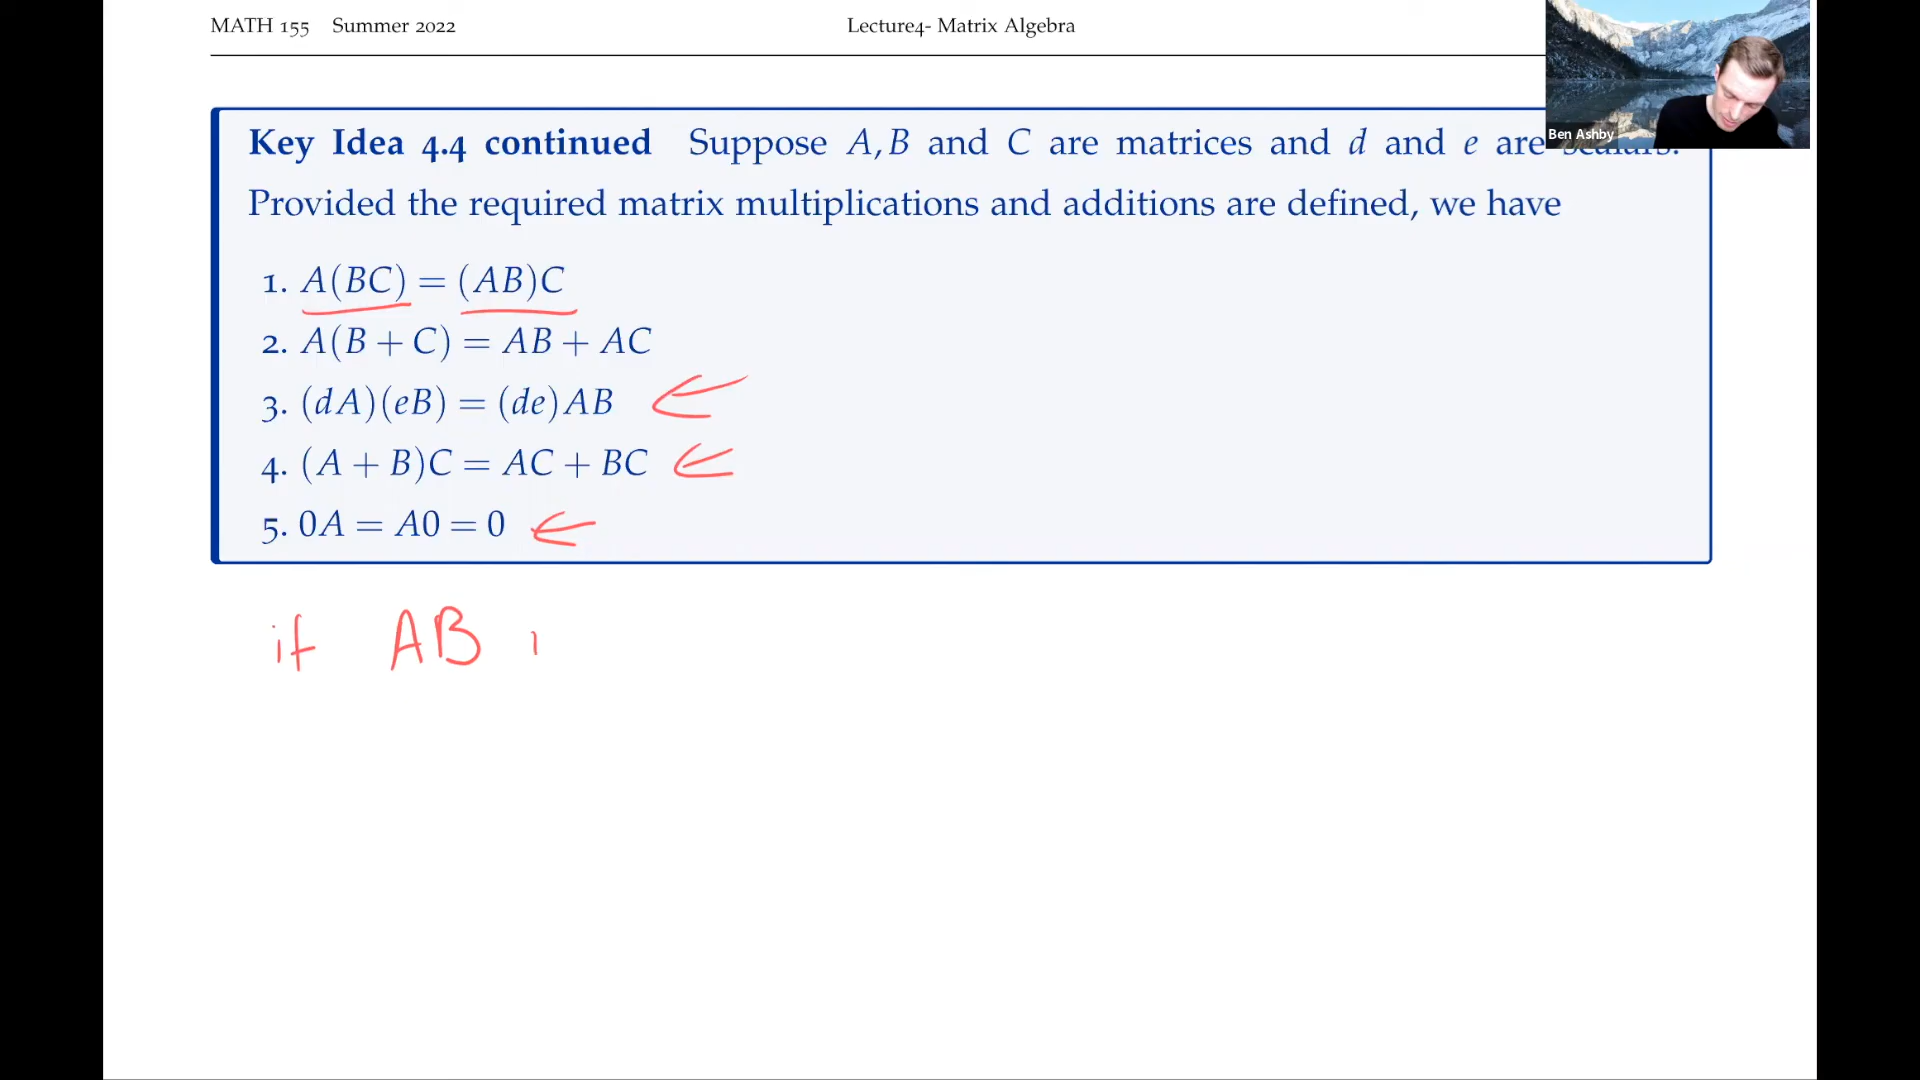 MATH 155 Summer 2022 Lecture4- Matrix Algebra
Ben Ashby
Key Idea 4.4 continued Suppose A, B and C are matrices and d and e are scalars.
Provided the required matrix multiplications and additions are defined, we have
1. A(BC) = (AB)C
2. A(B + C) = AB + AC
3. (dA)(eB) = (de)AB
4. (A + B)C = AC + BC
5. 0A = A0 = 0
if AB ı